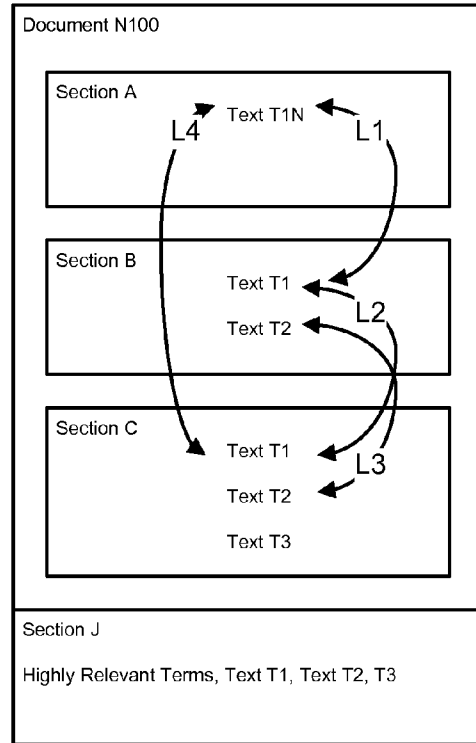 Document N100
Section A
Text T1N
L4
L1
Section B
Text T1
L2
Text T2
Section C
Text T1
L3
Text T2
Text T3
Section J
Highly Relevant Terms, Text T1, Text T2, T3